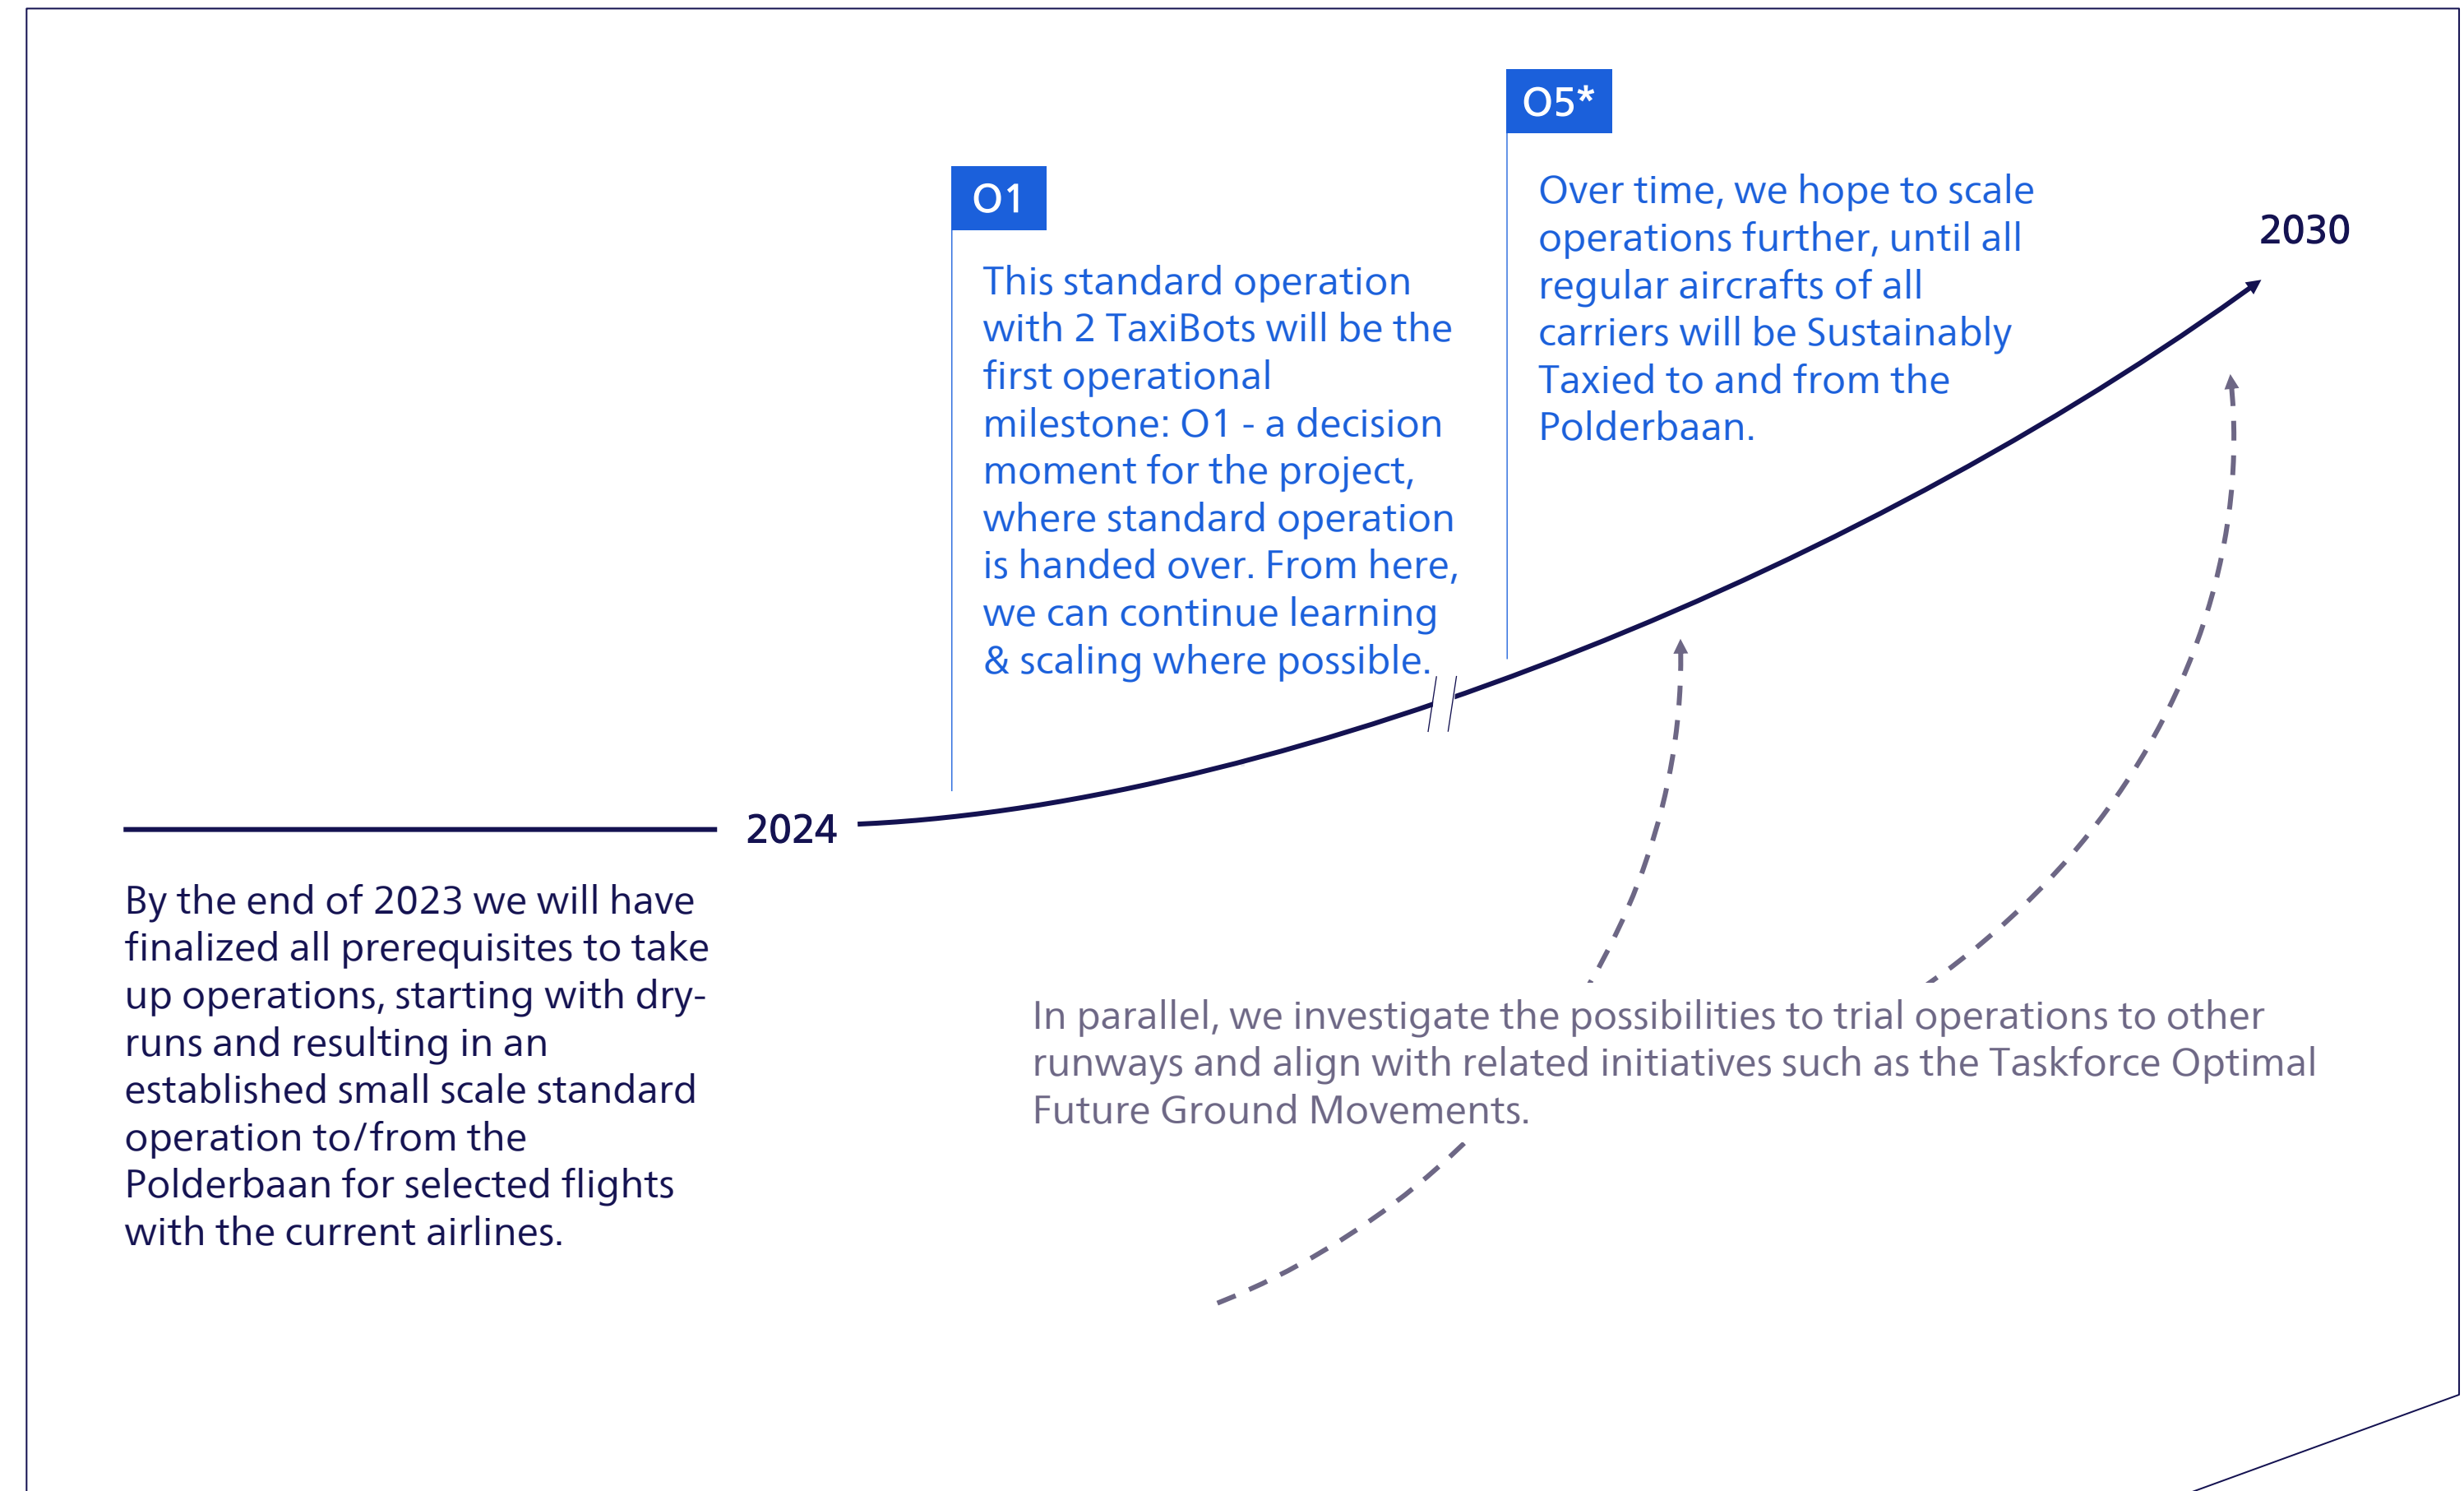 O5*
Over time, we hope to scale
operations further, until all
regular aircrafts of all
carriers will be Sustainably
Taxied to and from the
Polderbaan.
2030
O1
This standard operation
with 2 TaxiBots will be the
first operational
milestone: O1 - a decision
moment for the project,
where standard operation
is handed over. From here,
we can continue learning
& scaling where possible.
2024
By the end of 2023 we will have
finalized all prerequisites to take
up operations, starting with dry-
runs and resulting in an
established small scale standard
operation to/from the
Polderbaan for selected flights
with the current airlines.
In parallel, we investigate the possibilities to trial operations to other
runways and align with related initiatives such as the Taskforce Optimal
Future Ground Movements.